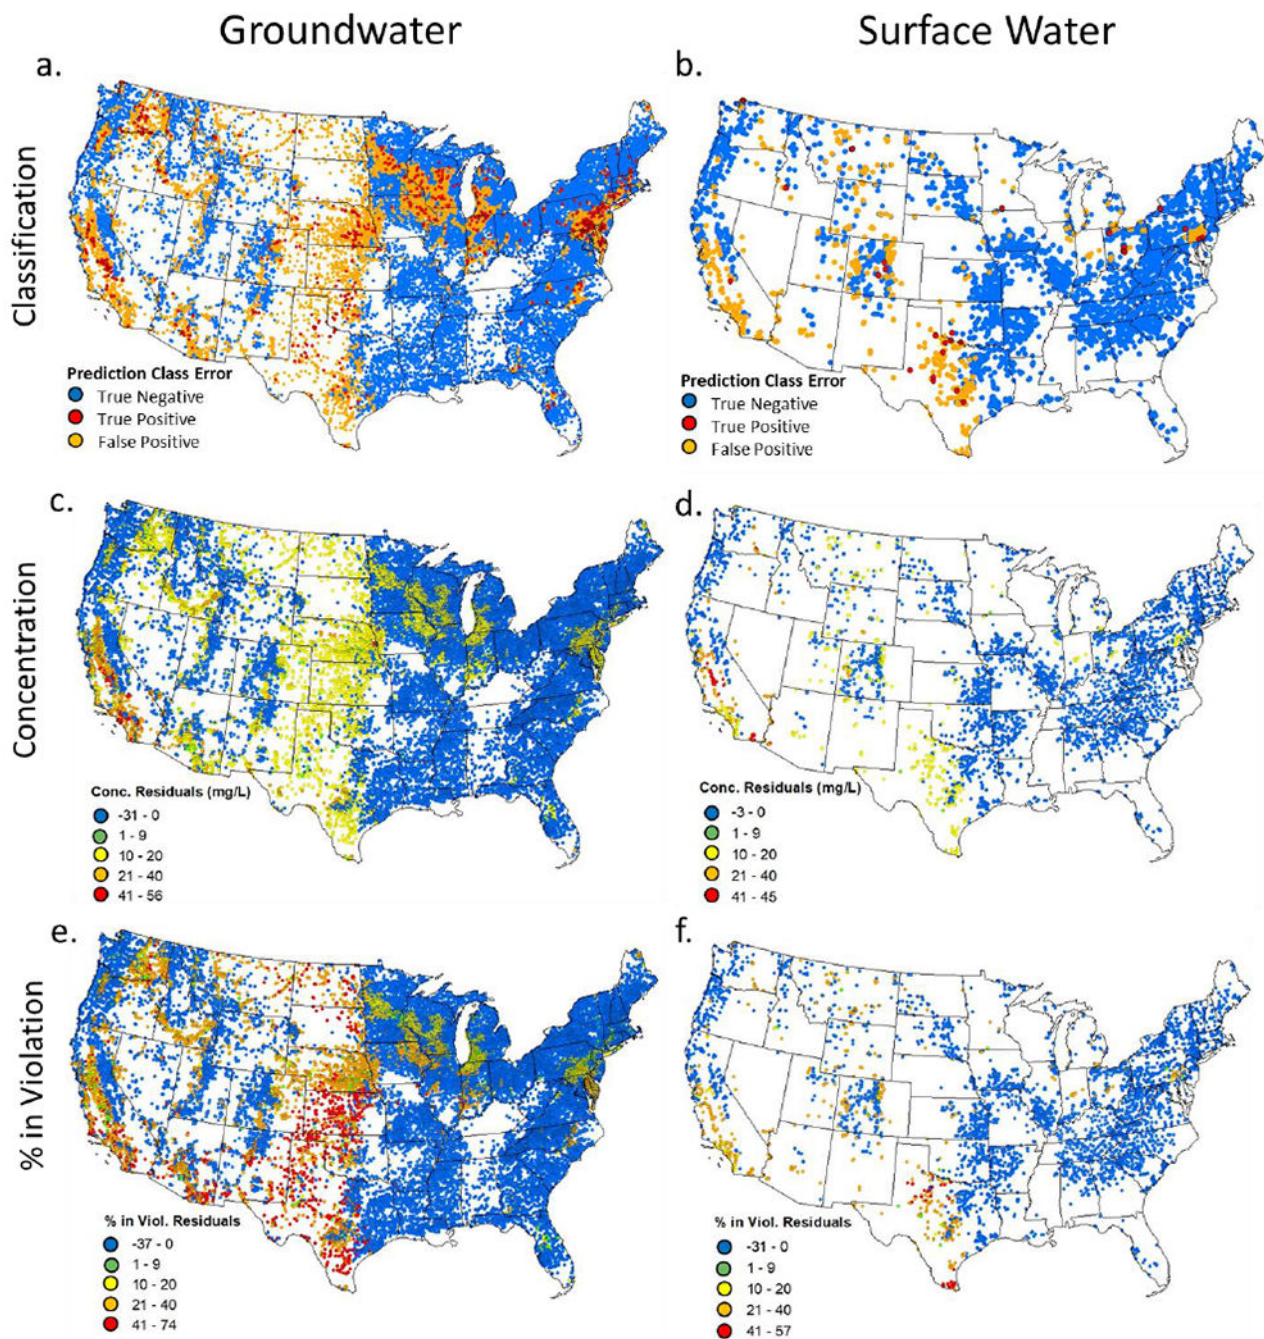 Groundwater
Surface Water
a.
b.
Classification
Prediction Class Error
True Negative
True Positive
False Positive
Prediction Class Error
True Negative
True Positive
False Positive
c.
d.
Concentration
Conc. Residuals (mg/L)
-31 - 0
1 - 9
10 - 20
21 - 40
41 - 56
Conc. Residuals (mg/L)
-3 - 0
1 - 9
10 - 20
21 - 40
41 - 45
e.
f.
% in Violation
% in Viol. Residuals
-37 - 0
1 - 9
10 - 20
21 - 40
41 - 74
% in Viol. Residuals
-31 - 0
1 - 9
10 - 20
21 - 40
41 - 57